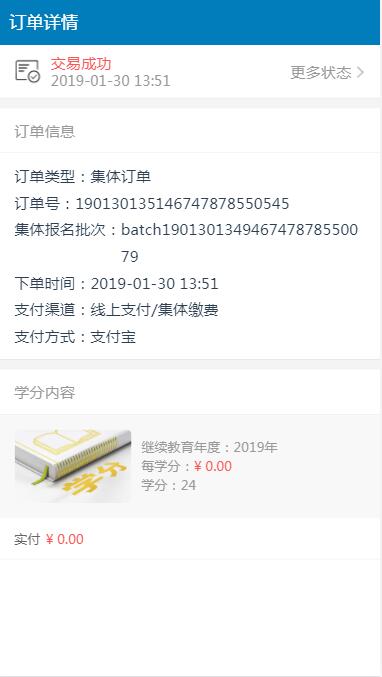 订单详情
交易成功
2019-01-30 13:51
更多状态
订单信息
订单类型：集体订单
订单号：190130135146747878550545
集体报名批次：batch1901301349467478785500
79
下单时间：2019-01-30 13:51
支付渠道：线上支付/集体缴费
支付方式：支付宝
学分内容
学分
继续教育年度：2019年
每学分：¥ 0.00
学分：24
实付 ¥ 0.00